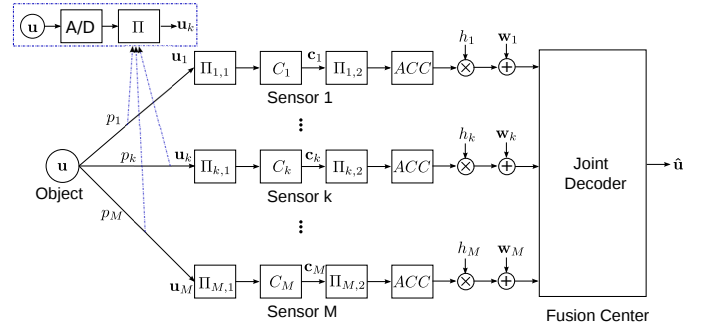 u A/D Π u_k
u_1 Π_{1,1} C_1 c_1 Π_{1,2} ACC h_1 w_1
Sensor 1
p_1
u_k Π_{k,1} C_k c_k Π_{k,2} ACC h_k w_k
Sensor k
p_k
u
Object
p_M
u_M Π_{M,1} C_M c_M Π_{M,2} ACC h_M w_M
Sensor M
Joint
Decoder
û
Fusion Center